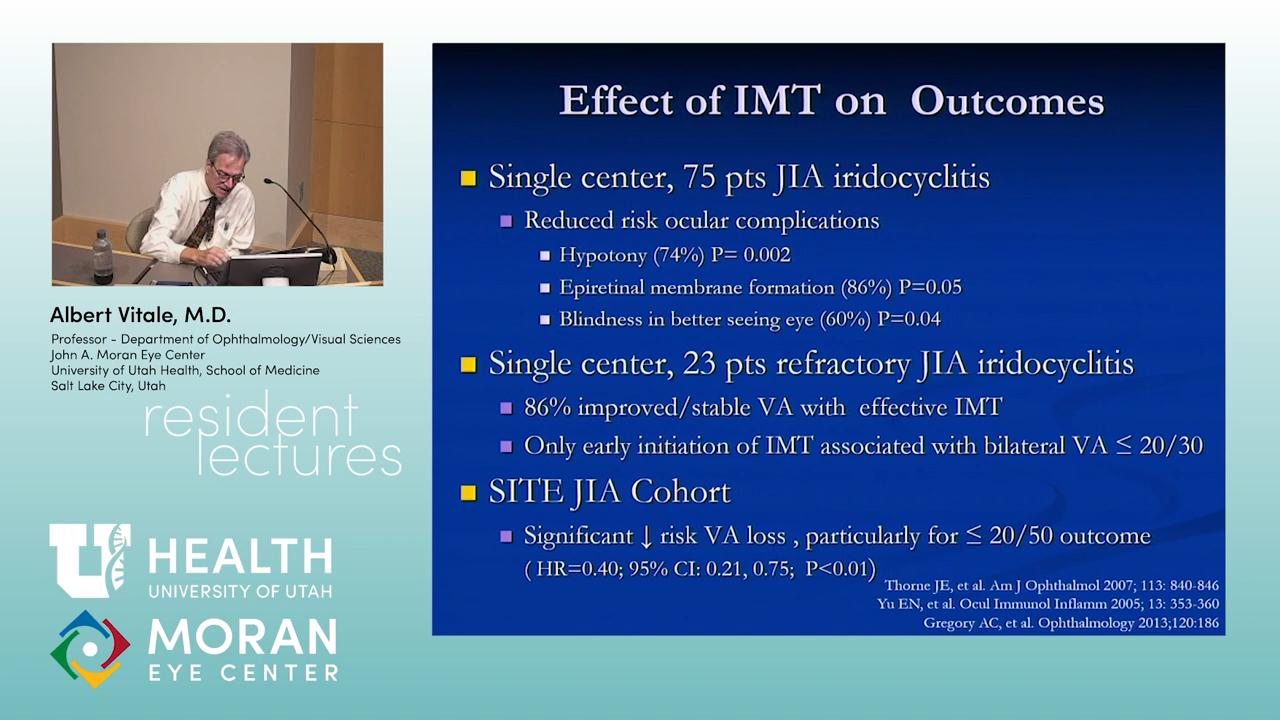 Effect of IMT on Outcomes
Single center, 75 pts JIA iridocyclitis
Reduced risk ocular complications
Hypotony (74%) P= 0.002
Epiretinal membrane formation (86%) P=0.05
Blindness in better seeing eye (60%) P=0.04
Single center, 23 pts refractory JIA iridocyclitis
86% improved/stable VA with effective IMT
Only early initiation of IMT associated with bilateral VA ≤ 20/30
SITE JIA Cohort
Significant ↓ risk VA loss , particularly for ≤ 20/50 outcome
( HR=0.40; 95% CI: 0.21, 0.75; P<0.01)
Thorne JE, et al. Am J Ophthalmol 2007; 113: 840-846
Yu EN, et al. Ocul Immunol Inflamm 2005; 13: 353-360
Gregory AC, et al. Ophthalmology 2013;120:186
Albert Vitale, M.D.
Professor - Department of Ophthalmology/Visual Sciences
John A. Moran Eye Center
University of Utah Health, School of Medicine
Salt Lake City, Utah
resident
lectures
U HEALTH
UNIVERSITY OF UTAH
MORAN
EYE CENTER